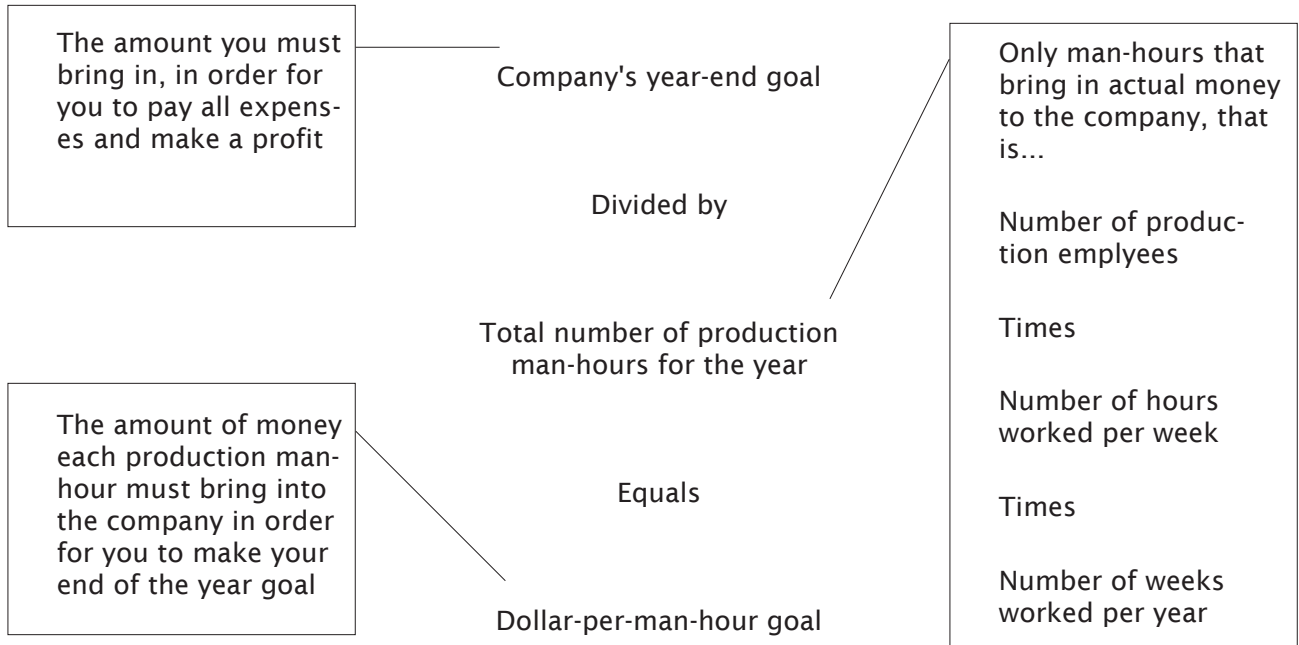 The amount you must
bring in, in order for
you to pay all expens-
es and make a profit
Company's year-end goal
Divided by
Total number of production
man-hours for the year
Equals
Dollar-per-man-hour goal
The amount of money
each production man-
hour must bring into
the company in order
for you to make your
end of the year goal
Only man-hours that
bring in actual money
to the company, that
is...
Number of produc-
tion emplyees
Times
Number of hours
worked per week
Times
Number of weeks
worked per year